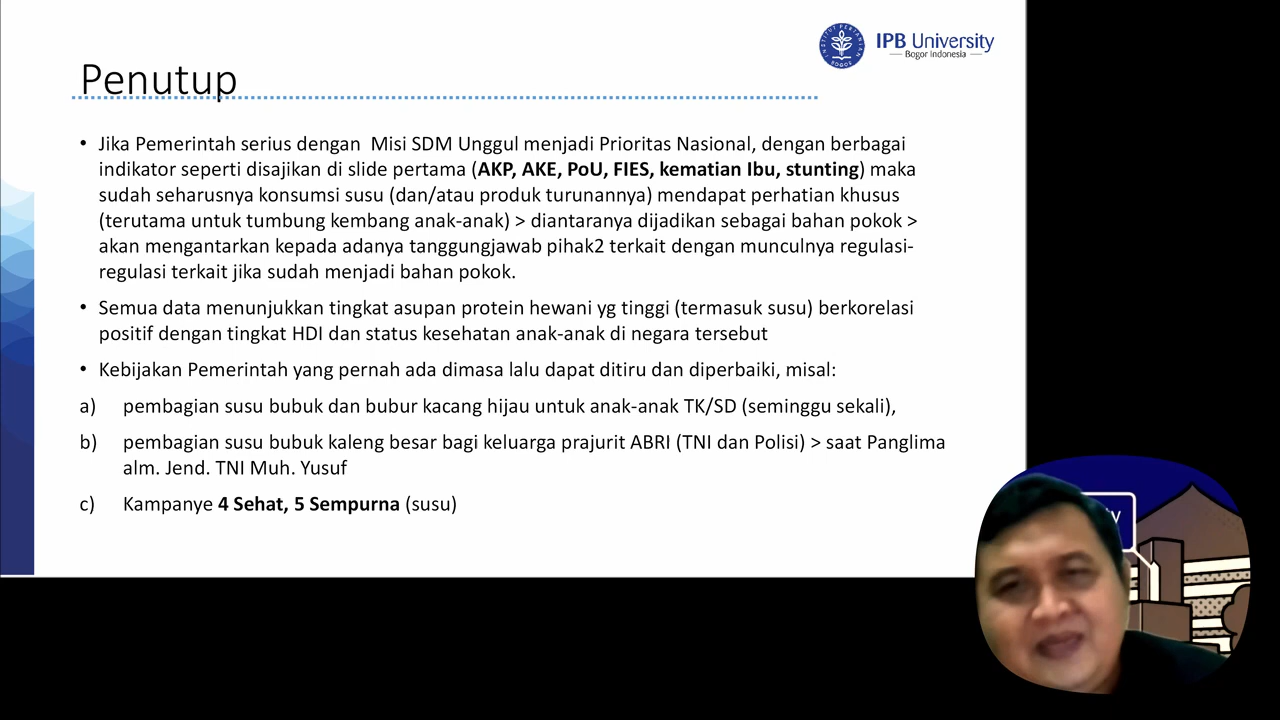 IPB University
Bogor Indonesia
INSTITUT PERTANIAN
BOGOR
Penutup
• Jika Pemerintah serius dengan Misi SDM Unggul menjadi Prioritas Nasional, dengan berbagai
indikator seperti disajikan di slide pertama (AKP, AKE, PoU, FIES, kematian Ibu, stunting) maka
sudah seharusnya konsumsi susu (dan/atau produk turunannya) mendapat perhatian khusus
(terutama untuk tumbung kembang anak-anak) > diantaranya dijadikan sebagai bahan pokok >
akan mengantarkan kepada adanya tanggungjawab pihak2 terkait dengan munculnya regulasi-
regulasi terkait jika sudah menjadi bahan pokok.
• Semua data menunjukkan tingkat asupan protein hewani yg tinggi (termasuk susu) berkorelasi
positif dengan tingkat HDI dan status kesehatan anak-anak di negara tersebut
• Kebijakan Pemerintah yang pernah ada dimasa lalu dapat ditiru dan diperbaiki, misal:
a) pembagian susu bubuk dan bubur kacang hijau untuk anak-anak TK/SD (seminggu sekali),
b) pembagian susu bubuk kaleng besar bagi keluarga prajurit ABRI (TNI dan Polisi) > saat Panglima
alm. Jend. TNI Muh. Yusuf
c) Kampanye 4 Sehat, 5 Sempurna (susu)